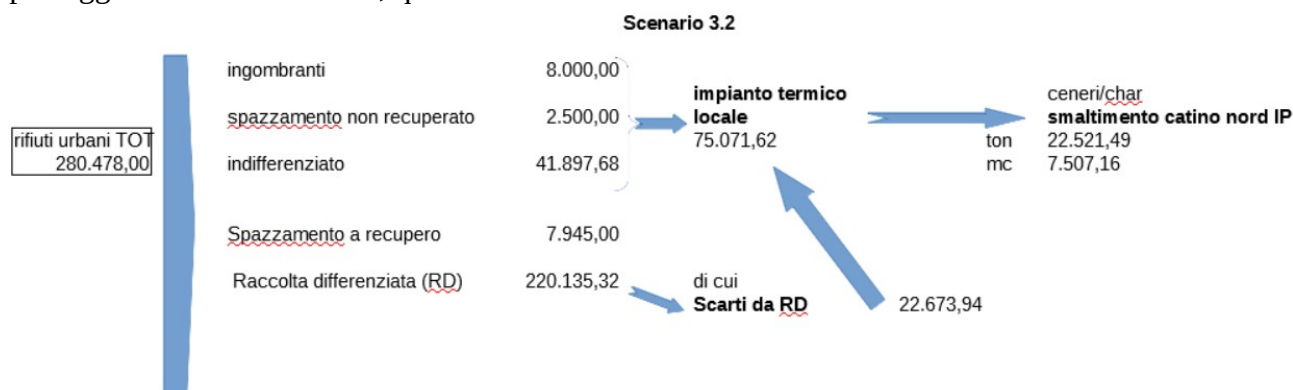 Scenario 3.2
rifiuti urbani TOT
280.478,00
ingombranti 8.000,00
spazzamento non recuperato 2.500,00
indifferenziato 41.897,68
Spazzamento a recupero 7.945,00
Raccolta differenziata (RD) 220.135,32
impianto termico
locale
75.071,62
di cui
Scarti da RD
22.673,94
ceneri/char
smaltimento catino nord IP
ton 22.521,49
mc 7.507,16